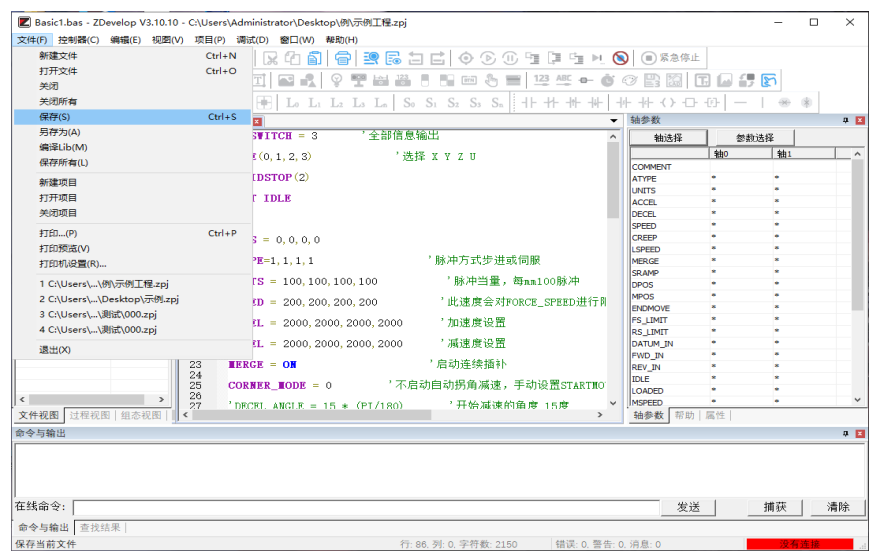 Basic1.bas - ZDevelop V3.10.10 - C:\Users\Administrator\Desktop\例\示例工程.zpj
文件(F) 控制器(C) 编辑(E) 视图(V) 项目(P) 调试(D) 窗口(W) 帮助(H)
新建文件 Ctrl+N
打开文件 Ctrl+O
关闭
关闭所有
保存(S) Ctrl+S
另存为(A)
编译Lib(M)
保存所有(L)
新建项目
打开项目
关闭项目
打印...(P) Ctrl+P
打印预览(V)
打印机设置(R)...
1 C:\Users\...\例\示例工程.zpj
2 C:\Users\...\Desktop\示例.zpj
3 C:\Users\...\测试\000.zpj
4 C:\Users\...\测试\000.zpj
退出(X)
紧急停止
123 ABC
L₀ L₁ L₂ L₃ Lₙ S₀ S₁ S₂ S₃ Sₙ
SWITCH = 3 '全部信息输出
(0,1,2,3) '选择 X Y Z U
IDSTOP(2)
IDLE
S = 0,0,0,0
PE=1,1,1,1 '脉冲方式步进或伺服
TS = 100,100,100,100 '脉冲当量，每mm100脉冲
ED = 200,200,200,200 '此速度会对FORCE_SPEED进行
EL = 2000,2000,2000,2000 '加速度设置
EL = 2000,2000,2000,2000 '减速度设置
23 MERGE = ON '启动连续插补
24
25 CORNER_MODE = 0 '不启动自动拐角减速，手动设置STARTMO
26
27 'DECEL_ANGLE = 15 * (PI/180) '开始减速的角度 15度
轴参数
轴选择 参数选择
轴0 轴1
COMMENT
ATYPE * *
UNITS * *
ACCEL * *
DECEL * *
SPEED * *
CREEP * *
LSPEED * *
MERGE * *
SRAMP * *
DPOS * *
MPOS * *
ENDMOVE * *
FS_LIMIT * *
RS_LIMIT * *
DATUM_IN * *
FWD_IN * *
REV_IN * *
IDLE * *
LOADED * *
MSPEED * *
文件视图 过程视图 组态视图
轴参数 帮助 属性
命令与输出
在线命令: 发送 捕获 清除
命令与输出 查找结果
保存当前文件 行: 86, 列: 0, 字符数: 2150 错误: 0, 警告: 0, 消息: 0 没有连接